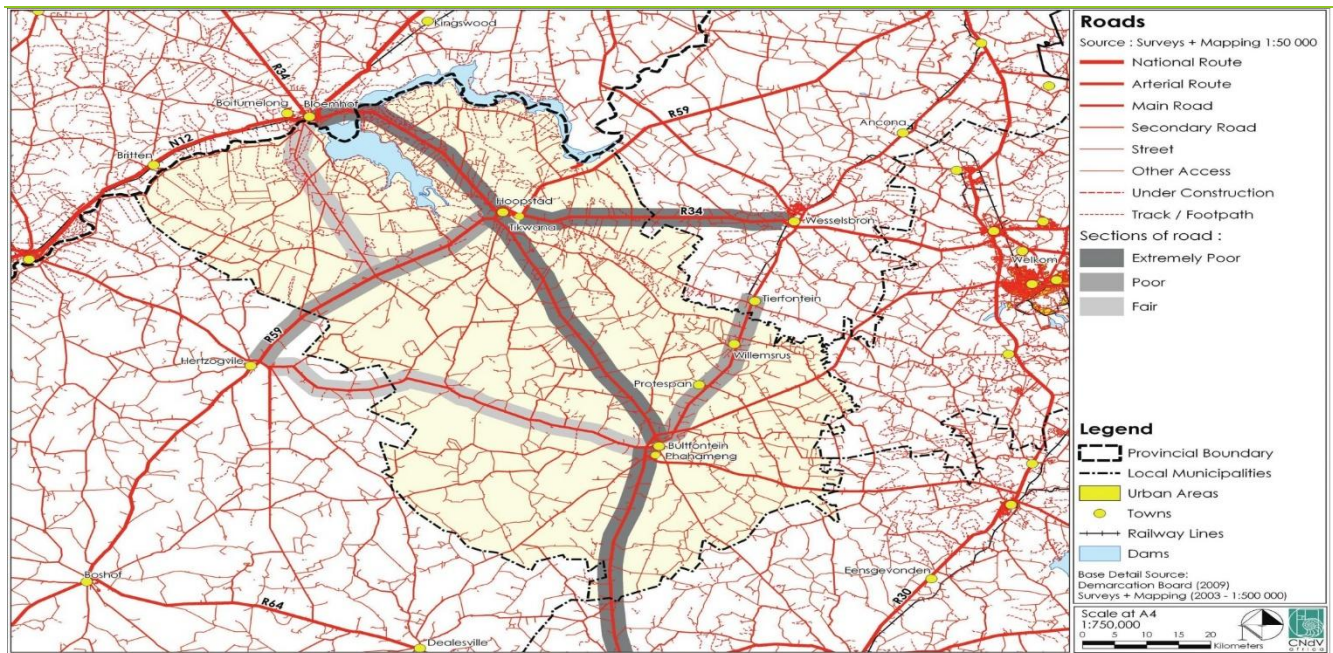 Kingswood
R34
Boitumelong
Bloemhof
N12
Britten
R59
Ancona
Hoopstad
Tikwana
R34
Wesselsbron
Welkom
Tierfontein
R59
Willemsrus
Hertzogvile
Protespan
Bultfontein
Phahameng
Boshof
R64
Eensgevonden
R30
Dealesville
Roads
Source : Surveys + Mapping 1:50 000
National Route
Arterial Route
Main Road
Secondary Road
Street
Other Access
Under Construction
Track / Footpath
Sections of road :
Extremely Poor
Poor
Fair
Legend
Provincial Boundary
Local Municipalities
Urban Areas
Towns
Railway Lines
Dams
Base Detail Source:
Demarcation Board (2009)
Surveys + Mapping (2003 - 1:500 000)
Scale at A4
1:750,000
0 5 10 15 20
Kilometers
N
CNdV
africa